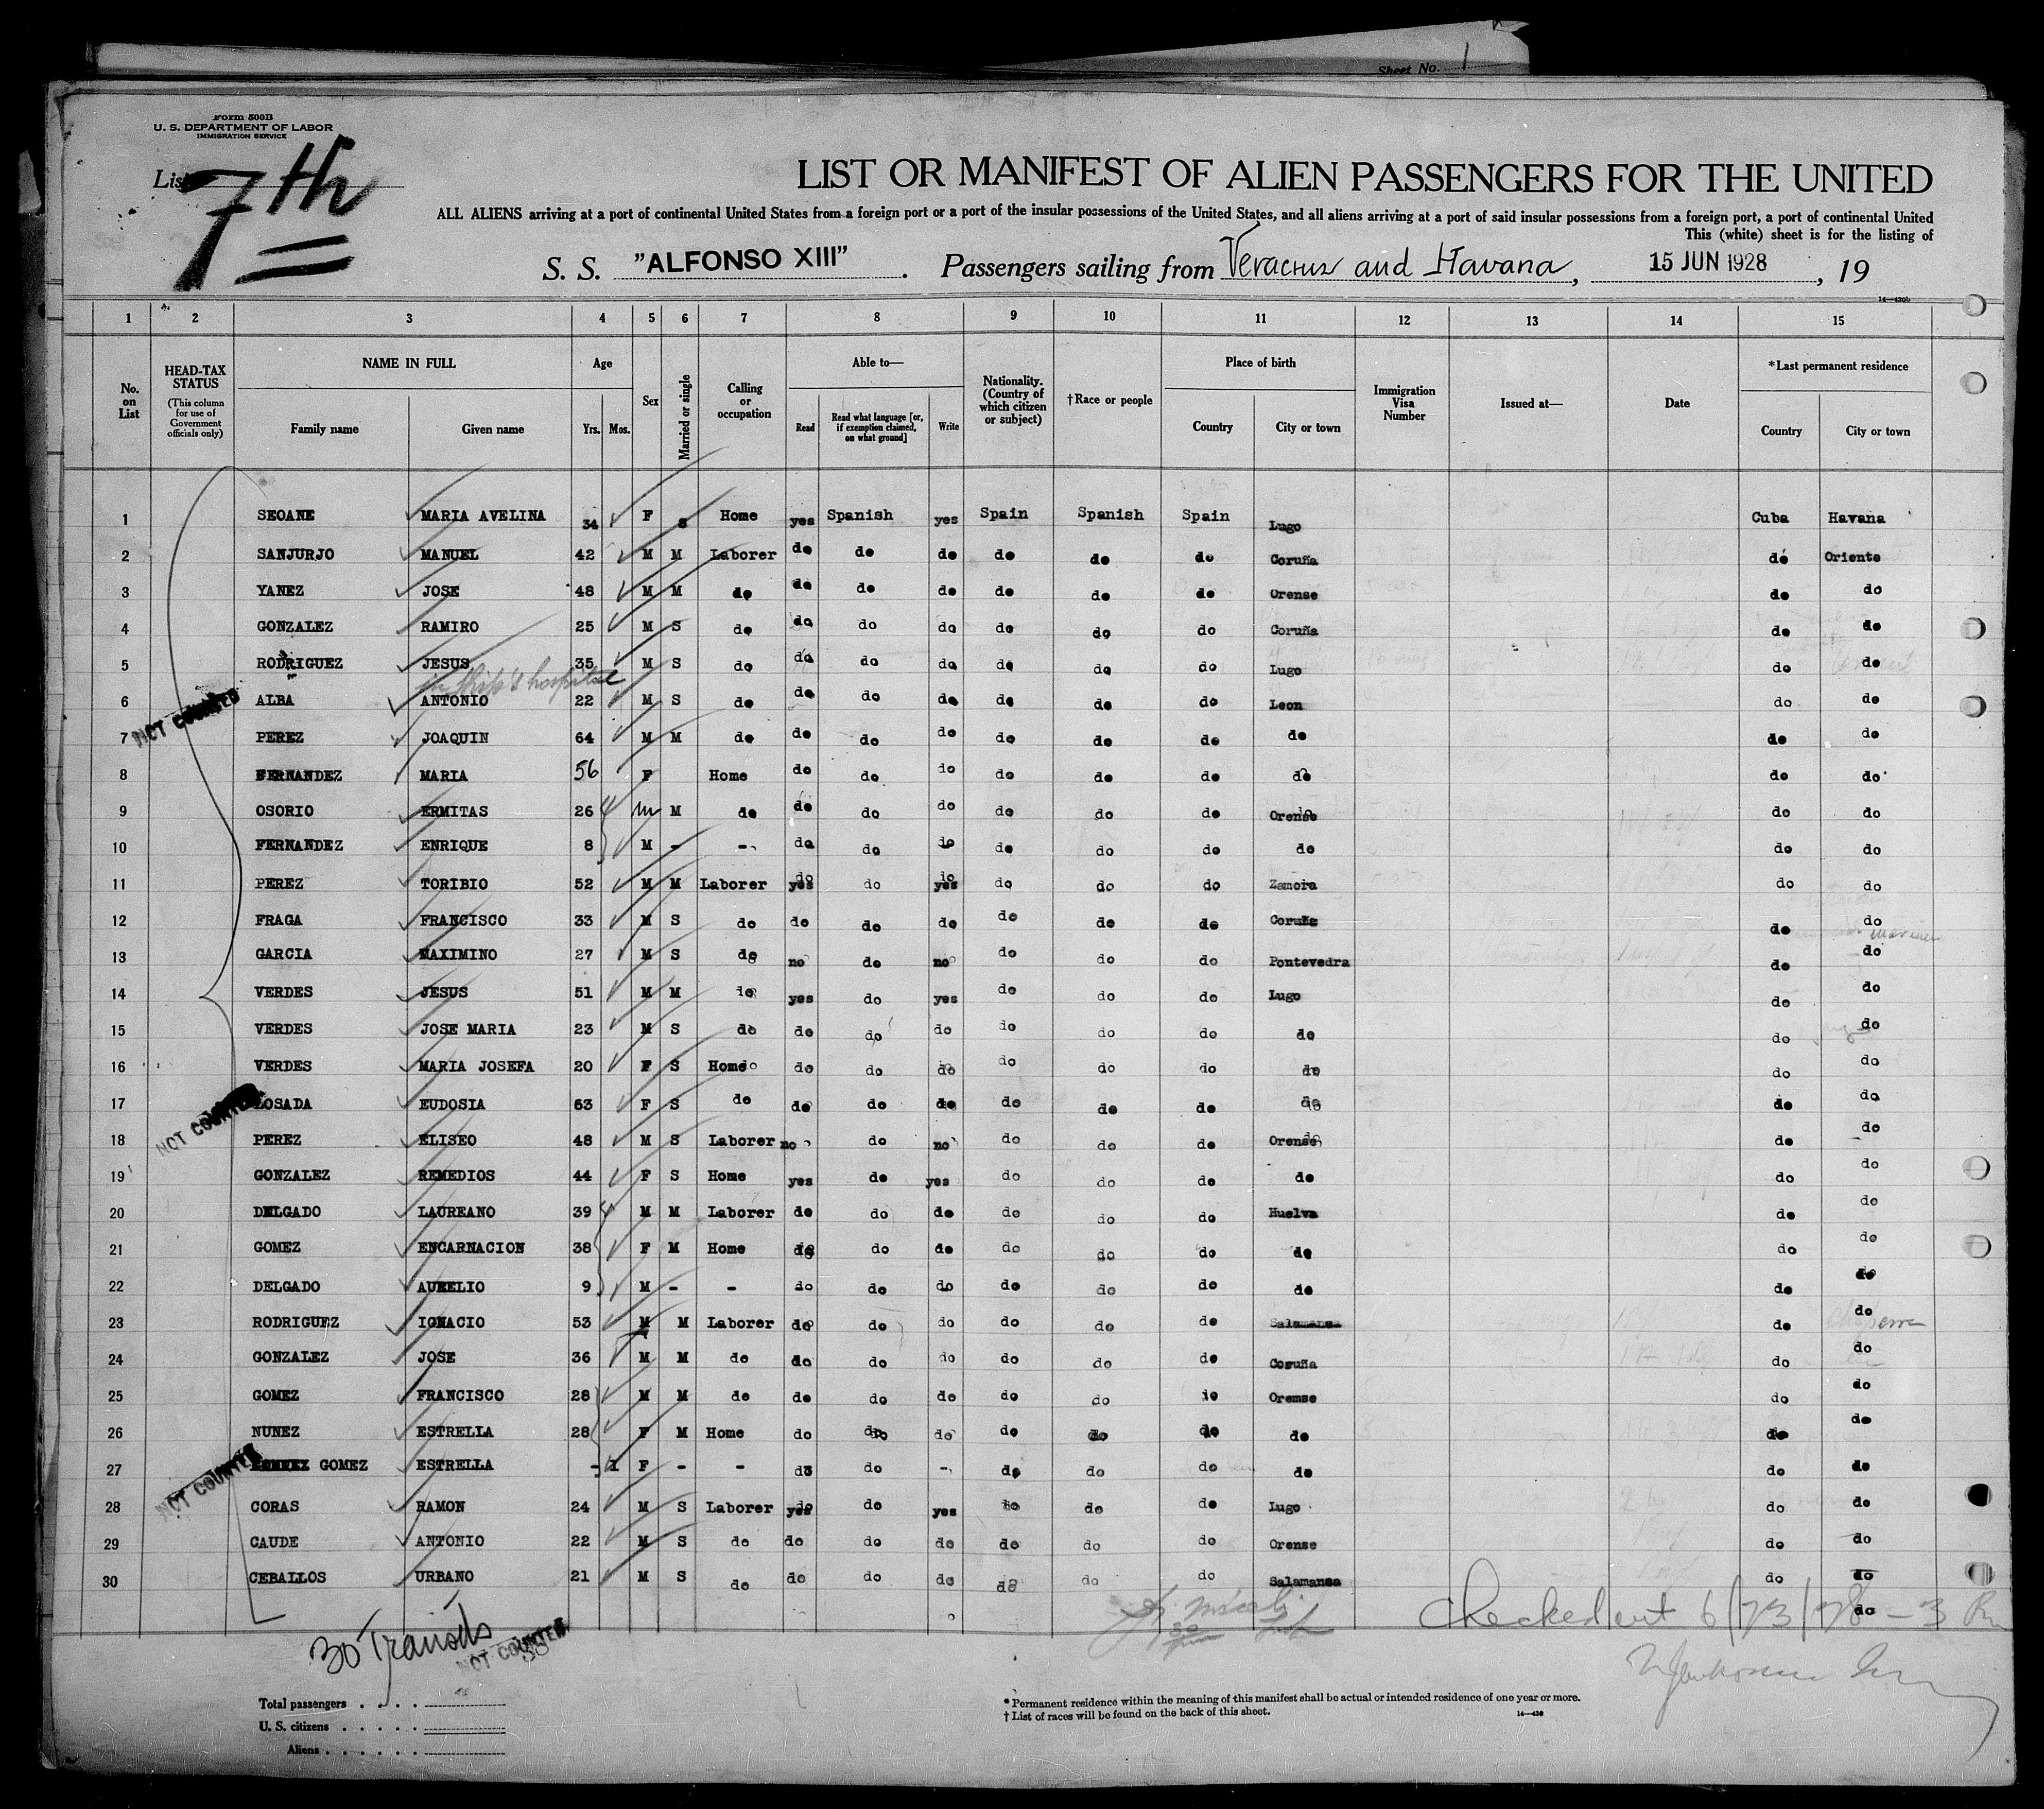 Sheet No. 1
Form 500B
U. S. DEPARTMENT OF LABOR
IMMIGRATION SERVICE
List 7th
LIST OR MANIFEST OF ALIEN PASSENGERS FOR THE UNITED
ALL ALIENS arriving at a port of continental United States from a foreign port or a port of the insular possessions of the United States, and all aliens arriving at a port of said insular possessions from a foreign port, a port of continental United
This (white) sheet is for the listing of
S. S. "ALFONSO XIII". Passengers sailing from Veracruz and Havana, 15 JUN 1928, 19
14—430b
1 2 3 4 5 6 7 8 9 10 11 12 13 14 15
No. on List
HEAD-TAX STATUS (This column for use of Government officials only)
NAME IN FULL Family name Given name
Age Yrs. Mos.
Sex
Married or single
Calling or occupation
Able to— Read Read what language [or, if exemption claimed, on what ground] Write
Nationality. (Country of which citizen or subject)
†Race or people
Place of birth Country City or town
Immigration Visa Number
Issued at—
Date
*Last permanent residence Country City or town
1 SEOANE MARIA AVELINA 34 F S Home yes Spanish yes Spain Spanish Spain Lugo Cuba Havana
2 SANJURJO MANUEL 42 M M Laborer do do do do do do Coruña do Oriente
3 YANEZ JOSE 48 M M do do do do do do do Orense do do
4 GONZALEZ RAMIRO 25 M S do do do do do do do Coruña do do
5 RODRIGUEZ JESUS 35 M S do do do do do do do Lugo do do
in ship's hospital
6 ALBA ANTONIO 22 M S do do do do do do do Leon do do
NOT COUNTED
7 PEREZ JOAQUIN 64 M M do do do do do do do do do do
8 FERNANDEZ MARIA 56 F Home do do do do do do do do do
9 OSORIO ERMITAS 26 M M do do do do do do do Orense do do
10 FERNANDEZ ENRIQUE 8 M - - do do do do do do do do do
11 PEREZ TORIBIO 52 M M Laborer yes do yes do do do Zamora do do
12 FRAGA FRANCISCO 33 M S do do do do do do do Coruña do do
13 GARCIA MAXIMINO 27 M S do no do no do do do Pontevedra do do
14 VERDES JESUS 51 M M do yes do yes do do do Lugo do do
15 VERDES JOSE MARIA 23 M S do do do do do do do do do do
16 VERDES MARIA JOSEFA 20 F S Home do do do do do do do do do
17 LOSADA EUDOSIA 63 F S do do do do do do do do do do
NOT COUNTED
18 PEREZ ELISEO 48 M S Laborer no do no do do do Orense do do
19 GONZALEZ REMEDIOS 44 F S Home yes do yes do do do do do do
20 DELGADO LAUREANO 39 M M Laborer do do do do do do Huelva do do
21 GOMEZ ENCARNACION 38 F M Home do do do do do do do do do
22 DELGADO AURELIO 9 M - - do do do do do do do do do
23 RODRIGUEZ IGNACIO 53 M M Laborer do do do do do do Salamanca do do
24 GONZALEZ JOSE 36 M M do do do do do do do Coruña do do
25 GOMEZ FRANCISCO 28 M M do do do do do do do Orense do do
26 NUNEZ ESTRELLA 28 F M Home do do do do do do do do do
27 GOMEZ ESTRELLA - 1 F - - do do - do do do do do do
NOT COUNTED
28 CORAS RAMON 24 M S Laborer yes do yes do do do Lugo do do
29 CAUDE ANTONIO 22 M S do do do do do do do Orense do do
30 CEBALLOS URBANO 21 M S do do do do do do do Salamanca do do
do
Checked out 6/23/28 - 3 Pm
30 Transits
NOT COUNTED
Total passengers
U. S. citizens
Aliens
* Permanent residence within the meaning of this manifest shall be actual or intended residence of one year or more.
† List of races will be found on the back of this sheet.
14—430